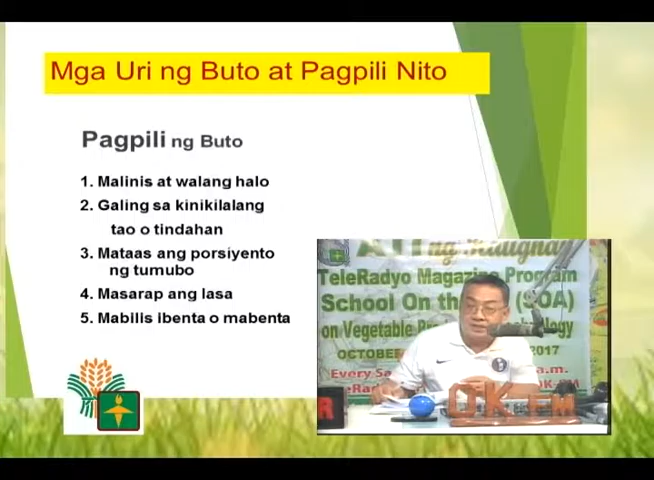 Mga Uri ng Buto at Pagpili Nito
Pagpili ng Buto
1. Malinis at walang halo
2. Galing sa kinikilalang
tao o tindahan
3. Mataas ang porsiyento
ng tumubo
4. Masarap ang lasa
5. Mabilis ibenta o mabenta
ng
TeleRadyo Magazine Program
School On the (SOA)
on Vegetable
OCTOBER 2017
Every a.m.
OK FM